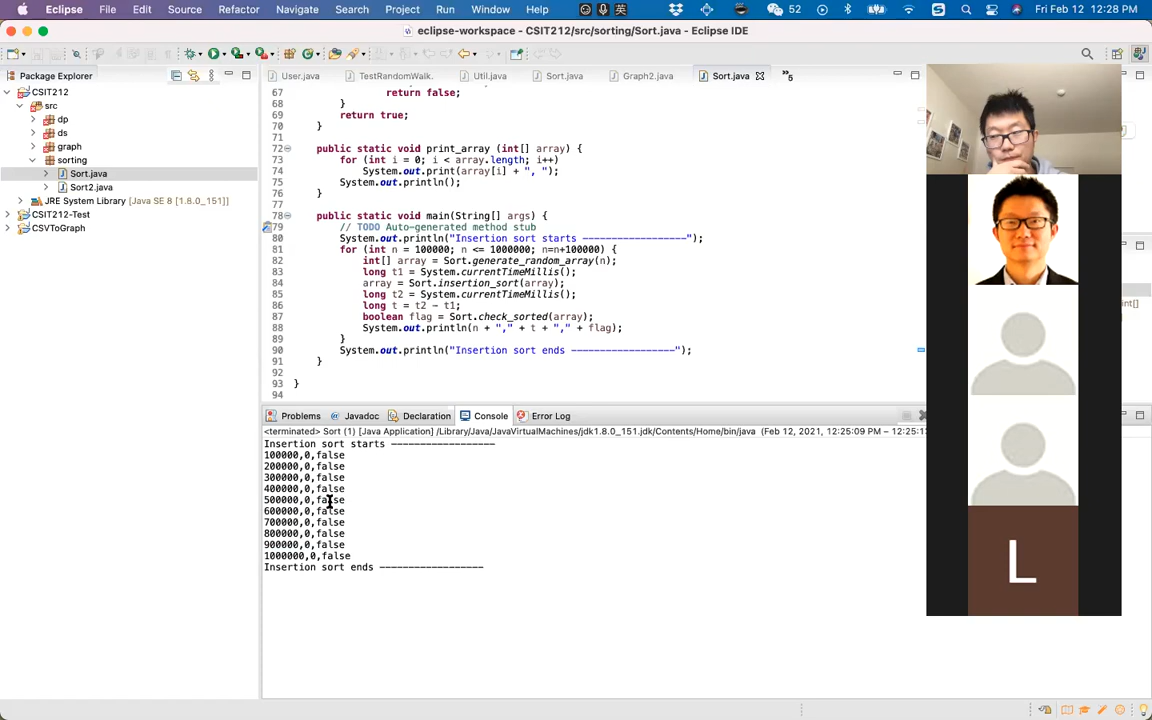 Eclipse File Edit Source Refactor Navigate Search Project Run Window Help 英 52 Fri Feb 12 12:28 PM
eclipse-workspace - CSIT212/src/sorting/Sort.java - Eclipse IDE
Package Explorer
User.java TestRandomWalk. Util.java Sort.java Graph2.java Sort.java »5
CSIT212
src
dp
ds
graph
sorting
Sort.java
Sort2.java
JRE System Library [Java SE 8 [1.8.0_151]
CSIT212-Test
CSVToGraph
67 return false;
68 }
69 return true;
70 }
71
72 public static void print_array (int[] array) {
73 for (int i = 0; i < array.length; i++)
74 System.out.print(array[i] + ", ");
75 System.out.println();
76 }
77
78 public static void main(String[] args) {
79 // TODO Auto-generated method stub
80 System.out.println("Insertion sort starts ------------------");
81 for (int n = 100000; n <= 1000000; n=n+100000) {
82 int[] array = Sort.generate_random_array(n);
83 long t1 = System.currentTimeMillis();
84 array = Sort.insertion_sort(array);
85 long t2 = System.currentTimeMillis();
86 long t = t2 - t1;
87 boolean flag = Sort.check_sorted(array);
88 System.out.println(n + "," + t + "," + flag);
89 }
90 System.out.println("Insertion sort ends ------------------");
91 }
92
93 }
94
int[]
Problems Javadoc Declaration Console Error Log
<terminated> Sort (1) [Java Application] /Library/Java/JavaVirtualMachines/jdk1.8.0_151.jdk/Contents/Home/bin/java (Feb 12, 2021, 12:25:09 PM – 12:25:1
Insertion sort starts ------------------
100000,0,false
200000,0,false
300000,0,false
400000,0,false
500000,0,false
600000,0,false
700000,0,false
800000,0,false
900000,0,false
1000000,0,false
Insertion sort ends ------------------
L